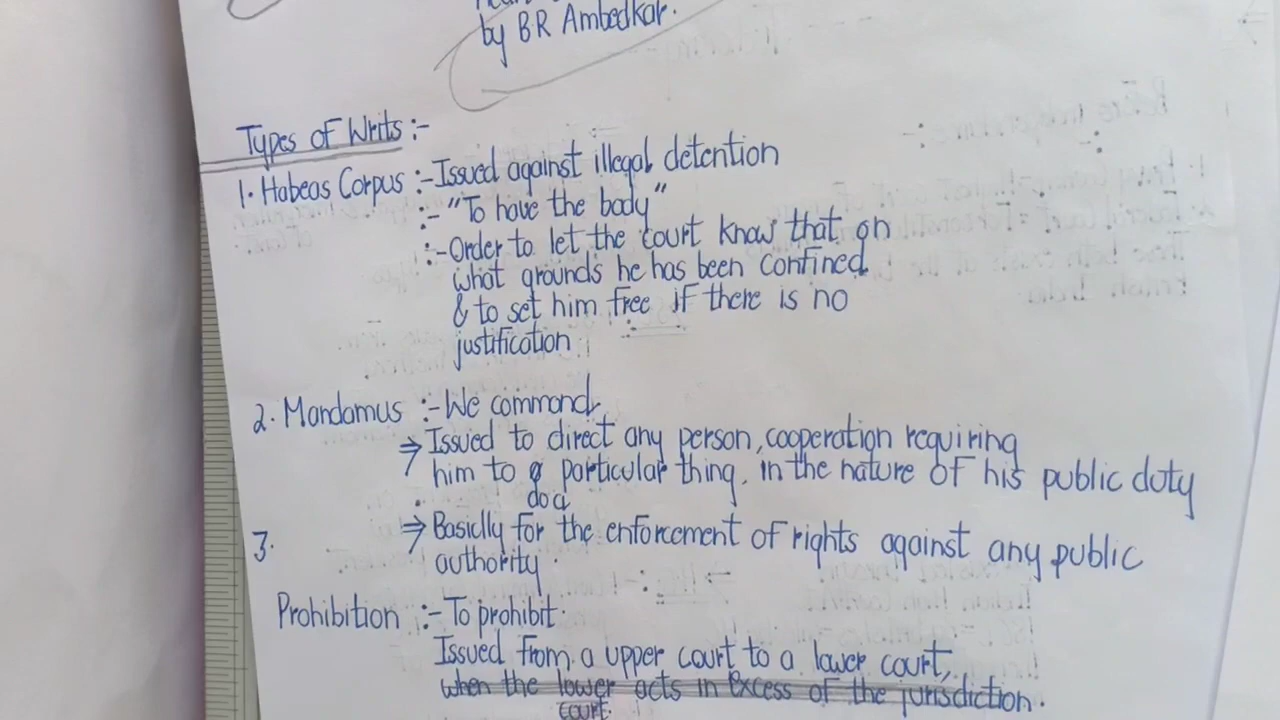 by BR Ambedkar.
Types of Writs :-
1. Habeas Corpus :- Issued against illegal detention
:- "To have the body"
:- Order to let the court know that on
what grounds he has been confined
& to set him free if there is no
justification
2. Mandamus :- We command
⇒ Issued to direct any person, cooperation requiring
him to particular thing, in the nature of his public duty
do a
3. ⇒ Basiclly for the enforcement of rights against any public
authority.
Prohibition :- To prohibit.
Issued from a upper court to a lower court,
when the lower acts in excess of the jurisdiction.
court.